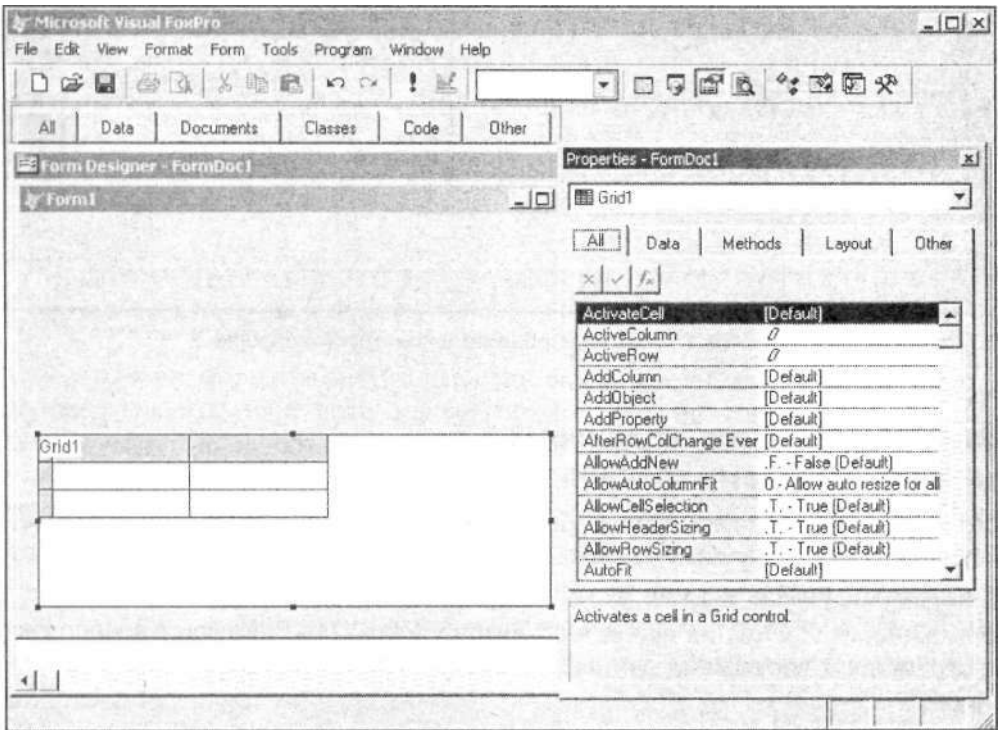 Microsoft Visual FoxPro
File Edit View Format Form Tools Program Window Help
All Data Documents Classes Code Other
Form Designer - FormDoc1
Form1
Properties - FormDoc1
Grid1
All Data Methods Layout Other
ActivateCell [Default]
ActiveColumn 0
ActiveRow 0
AddColumn [Default]
AddObject [Default]
AddProperty [Default]
AfterRowColChange Ever [Default]
AllowAddNew .F. - False (Default)
AllowAutoColumnFit 0 - Allow auto resize for all
AllowCellSelection .T. - True (Default)
AllowHeaderSizing .T. - True (Default)
AllowRowSizing .T. - True (Default)
AutoFit [Default]
Activates a cell in a Grid control
Grid1